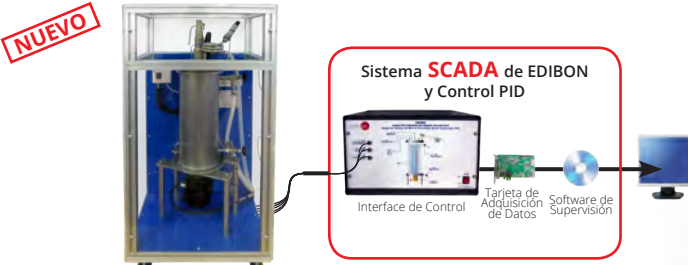 NUEVO
Sistema SCADA de EDIBON
y Control PID
Interface de Control
Tarjeta de
Adquisición
de Datos
Software de
Supervisión